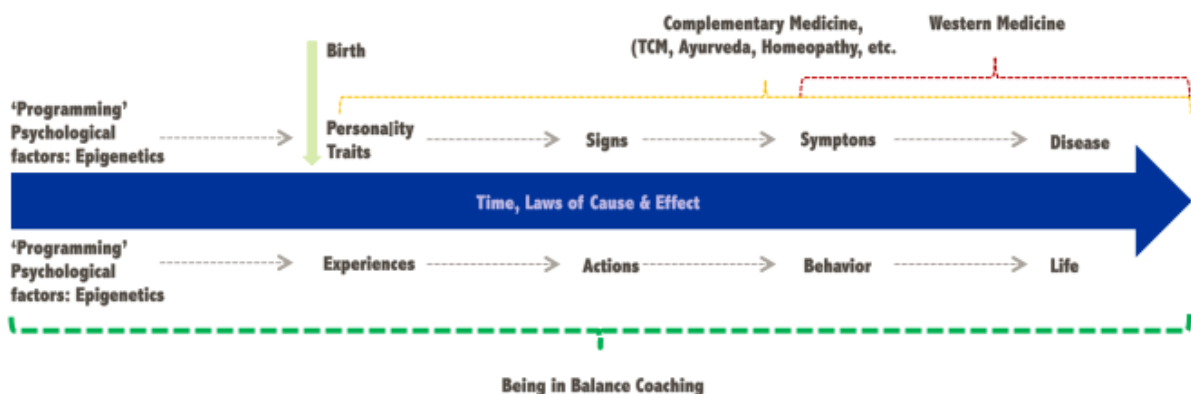 Complementary Medicine,
(TCM, Ayurveda, Homeopathy, etc.
Western Medicine
Birth
‘Programming’
Psychological
factors: Epigenetics
Personality
Traits
Signs
Symptons
Disease
Time, Laws of Cause & Effect
‘Programming’
Psychological
factors: Epigenetics
Experiences
Actions
Behavior
Life
Being in Balance Coaching